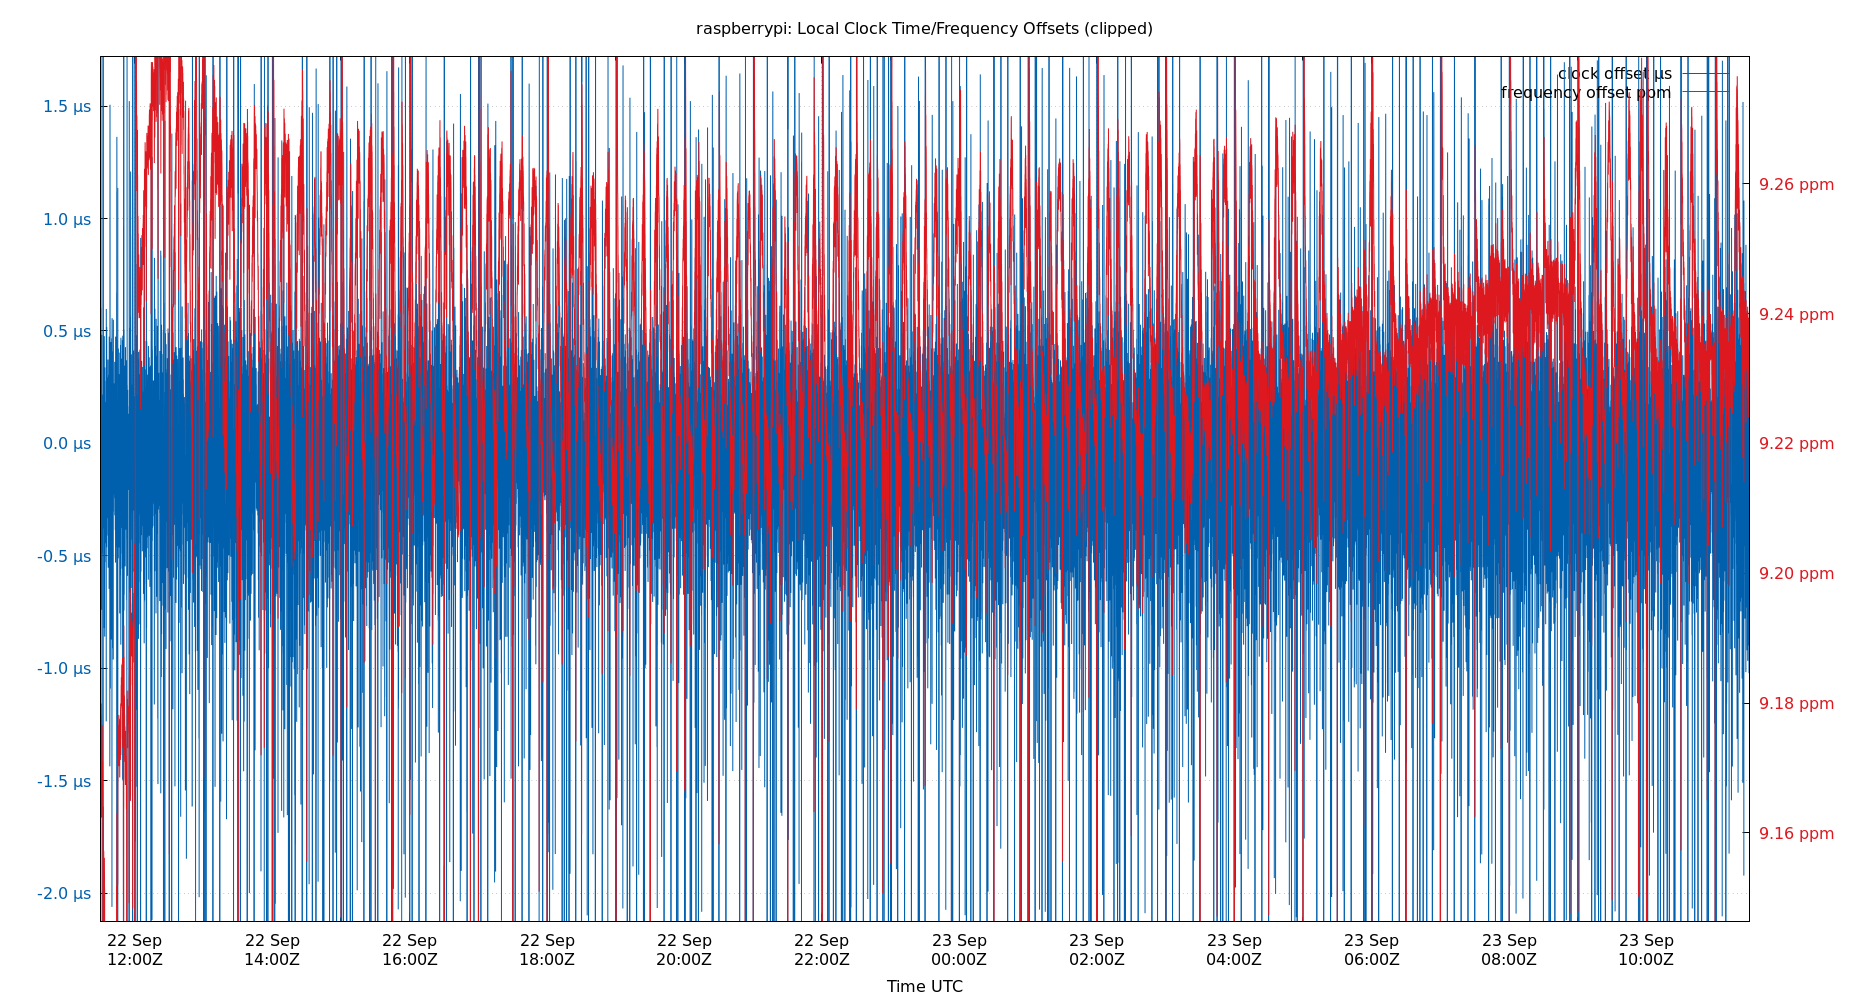 raspberrypi: Local Clock Time/Frequency Offsets (clipped)
clock offset µs
frequency offset ppm
1.5 µs
1.0 µs
0.5 µs
0.0 µs
-0.5 µs
-1.0 µs
-1.5 µs
-2.0 µs
9.26 ppm
9.24 ppm
9.22 ppm
9.20 ppm
9.18 ppm
9.16 ppm
22 Sep 22 Sep 22 Sep 22 Sep 22 Sep 22 Sep 23 Sep 23 Sep 23 Sep 23 Sep 23 Sep 23 Sep
12:00Z 14:00Z 16:00Z 18:00Z 20:00Z 22:00Z 00:00Z 02:00Z 04:00Z 06:00Z 08:00Z 10:00Z
Time UTC